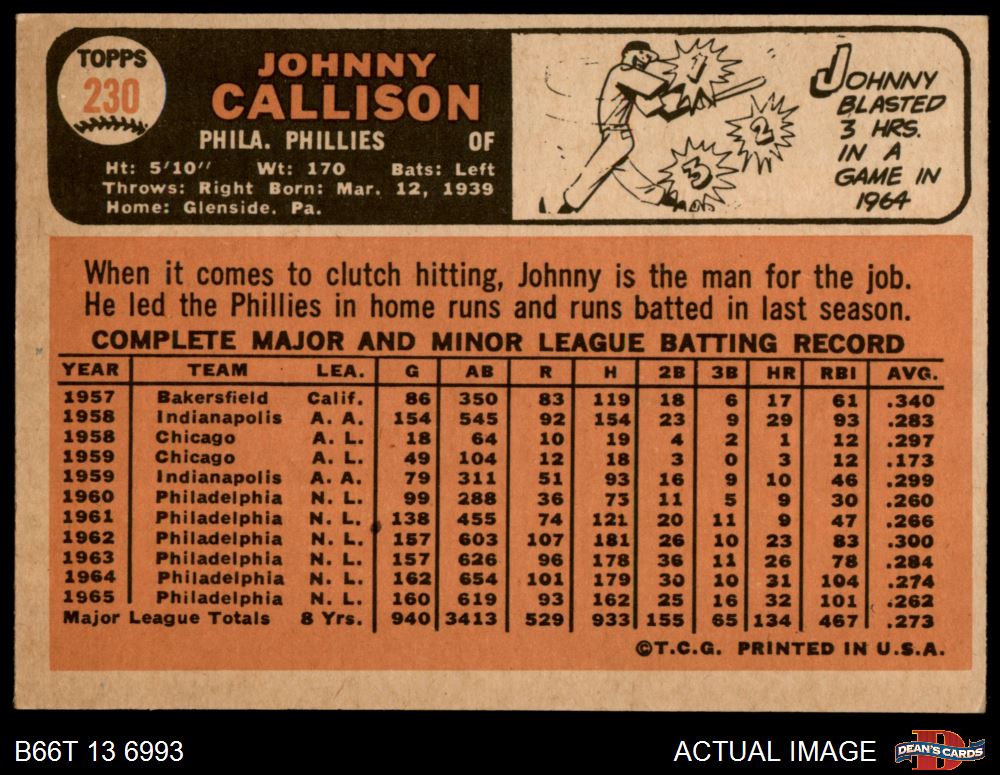 TOPPS
230
JOHNNY
CALLISON
PHILA. PHILLIES OF
Ht: 5'10" Wt: 170 Bats: Left
Throws: Right Born: Mar. 12, 1939
Home: Glenside. Pa.
1
2
3
JOHNNY
BLASTED
3 HRS.
IN A
GAME IN
1964
When it comes to clutch hitting, Johnny is the man for the job.
He led the Phillies in home runs and runs batted in last season.
COMPLETE MAJOR AND MINOR LEAGUE BATTING RECORD
YEAR TEAM LEA. G AB R H 2B 3B HR RBI AVG.
1957 Bakersfield Calif. 86 350 83 119 18 6 17 61 .340
1958 Indianapolis A. A. 154 545 92 154 23 9 29 93 .283
1958 Chicago A. L. 18 64 10 19 4 2 1 12 .297
1959 Chicago A. L. 49 104 12 18 3 0 3 12 .173
1959 Indianapolis A. A. 79 311 51 93 16 9 10 46 .299
1960 Philadelphia N. L. 99 288 36 75 11 5 9 30 .260
1961 Philadelphia N. L. 138 455 74 121 20 11 9 47 .266
1962 Philadelphia N. L. 157 603 107 181 26 10 23 83 .300
1963 Philadelphia N. L. 157 626 96 178 36 11 26 78 .284
1964 Philadelphia N. L. 162 654 101 179 30 10 31 104 .274
1965 Philadelphia N. L. 160 619 93 162 25 16 32 101 .262
Major League Totals 8 Yrs. 940 3413 529 933 155 65 134 467 .273
©T.C.G. PRINTED IN U.S.A.
B66T 13 6993 ACTUAL IMAGE DEAN'S CARDS